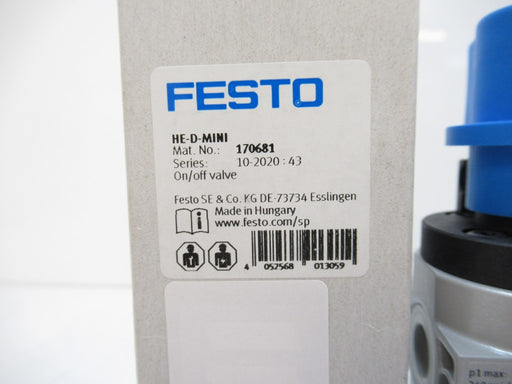 FESTO
HE-D-MINI
Mat. No.: 170681
Series: 10-2020 : 43
On/off valve
Festo SE & Co. KG DE-73734 Esslingen
Made in Hungary
www.festo.com/sp
4 052568 013059
p1 max: